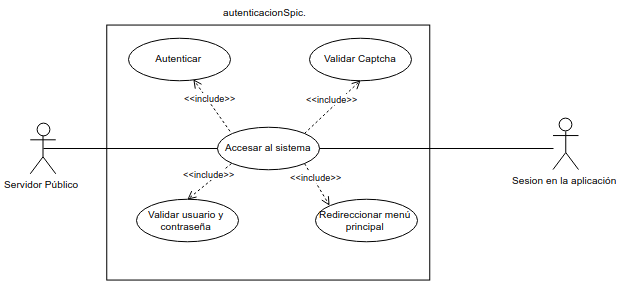 autenticacionSpic.
Autenticar
Validar Captcha
<<include>>
<<include>>
Accesar al sistema
Servidor Público
Sesion en la aplicación
<<include>>
<<include>>
Validar usuario y
contraseña
Redireccionar menú
principal